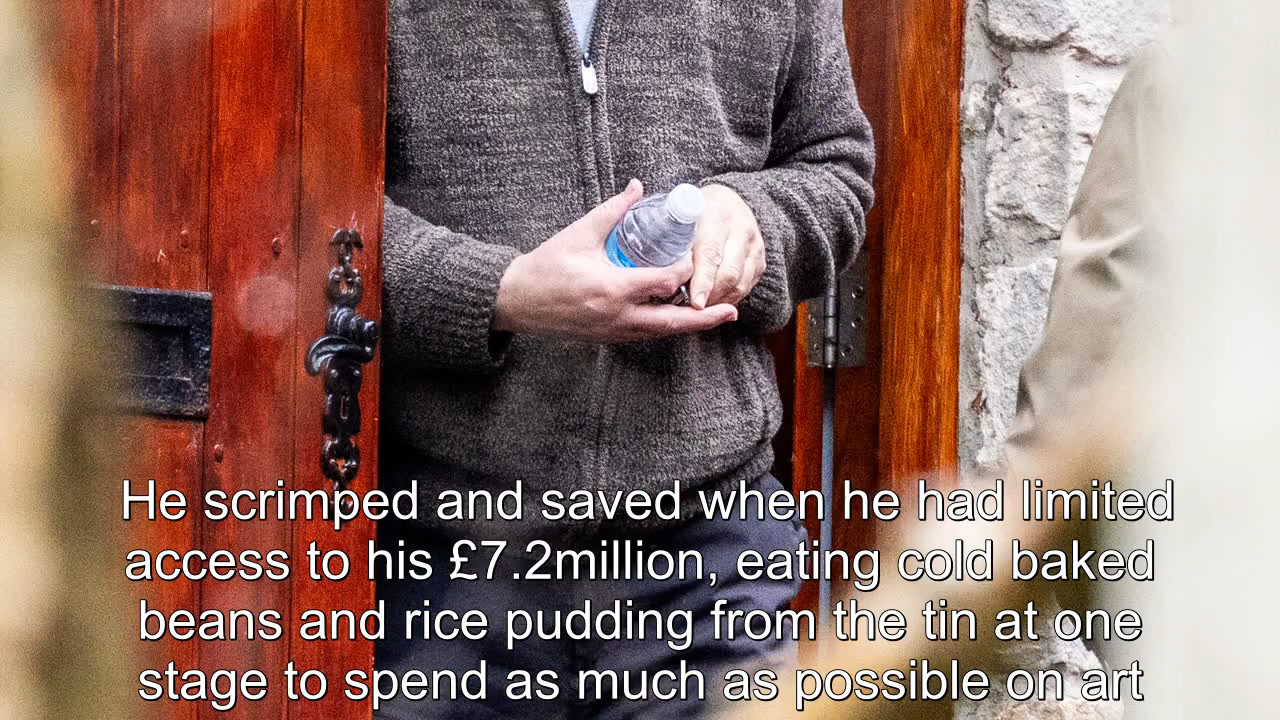 He scrimped and saved when he had limited
access to his £7.2million, eating cold baked
beans and rice pudding from the tin at one
stage to spend as much as possible on art